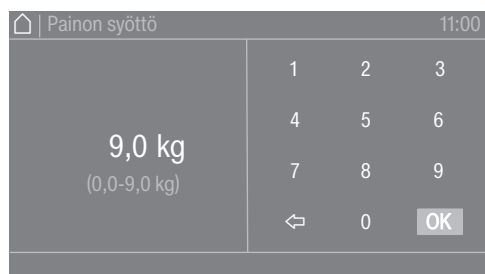 | Painon syöttö 11:00
9,0 kg
(0,0-9,0 kg)
1 2 3
4 5 6
7 8 9
0 OK